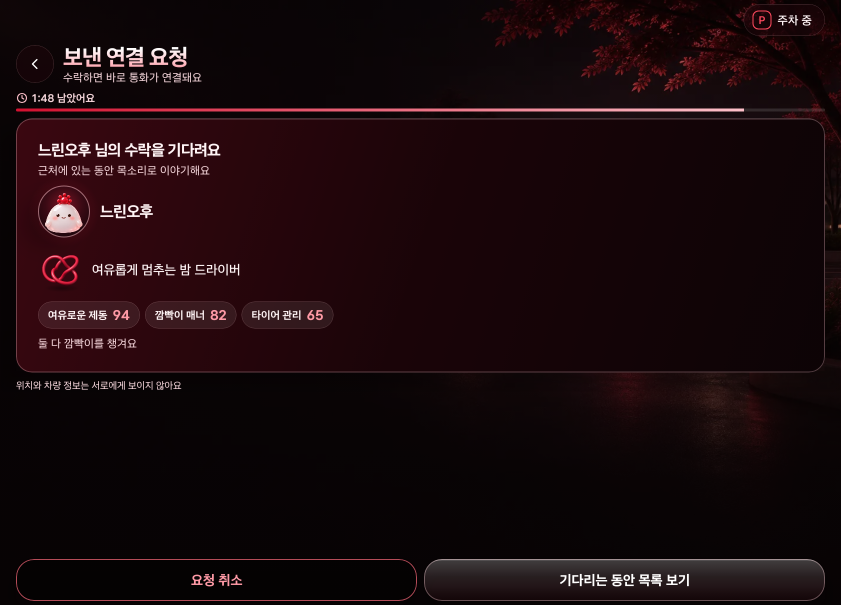 P 주차 중
보낸 연결 요청
수락하면 바로 통화가 연결돼요
1:48 남았어요
느린오후 님의 수락을 기다려요
근처에 있는 동안 목소리로 이야기해요
느린오후
여유롭게 멈추는 밤 드라이버
여유로운 제동 94 깜빡이 매너 82 타이어 관리 65
둘 다 깜빡이를 챙겨요
위치와 차량 정보는 서로에게 보이지 않아요
요청 취소 기다리는 동안 목록 보기